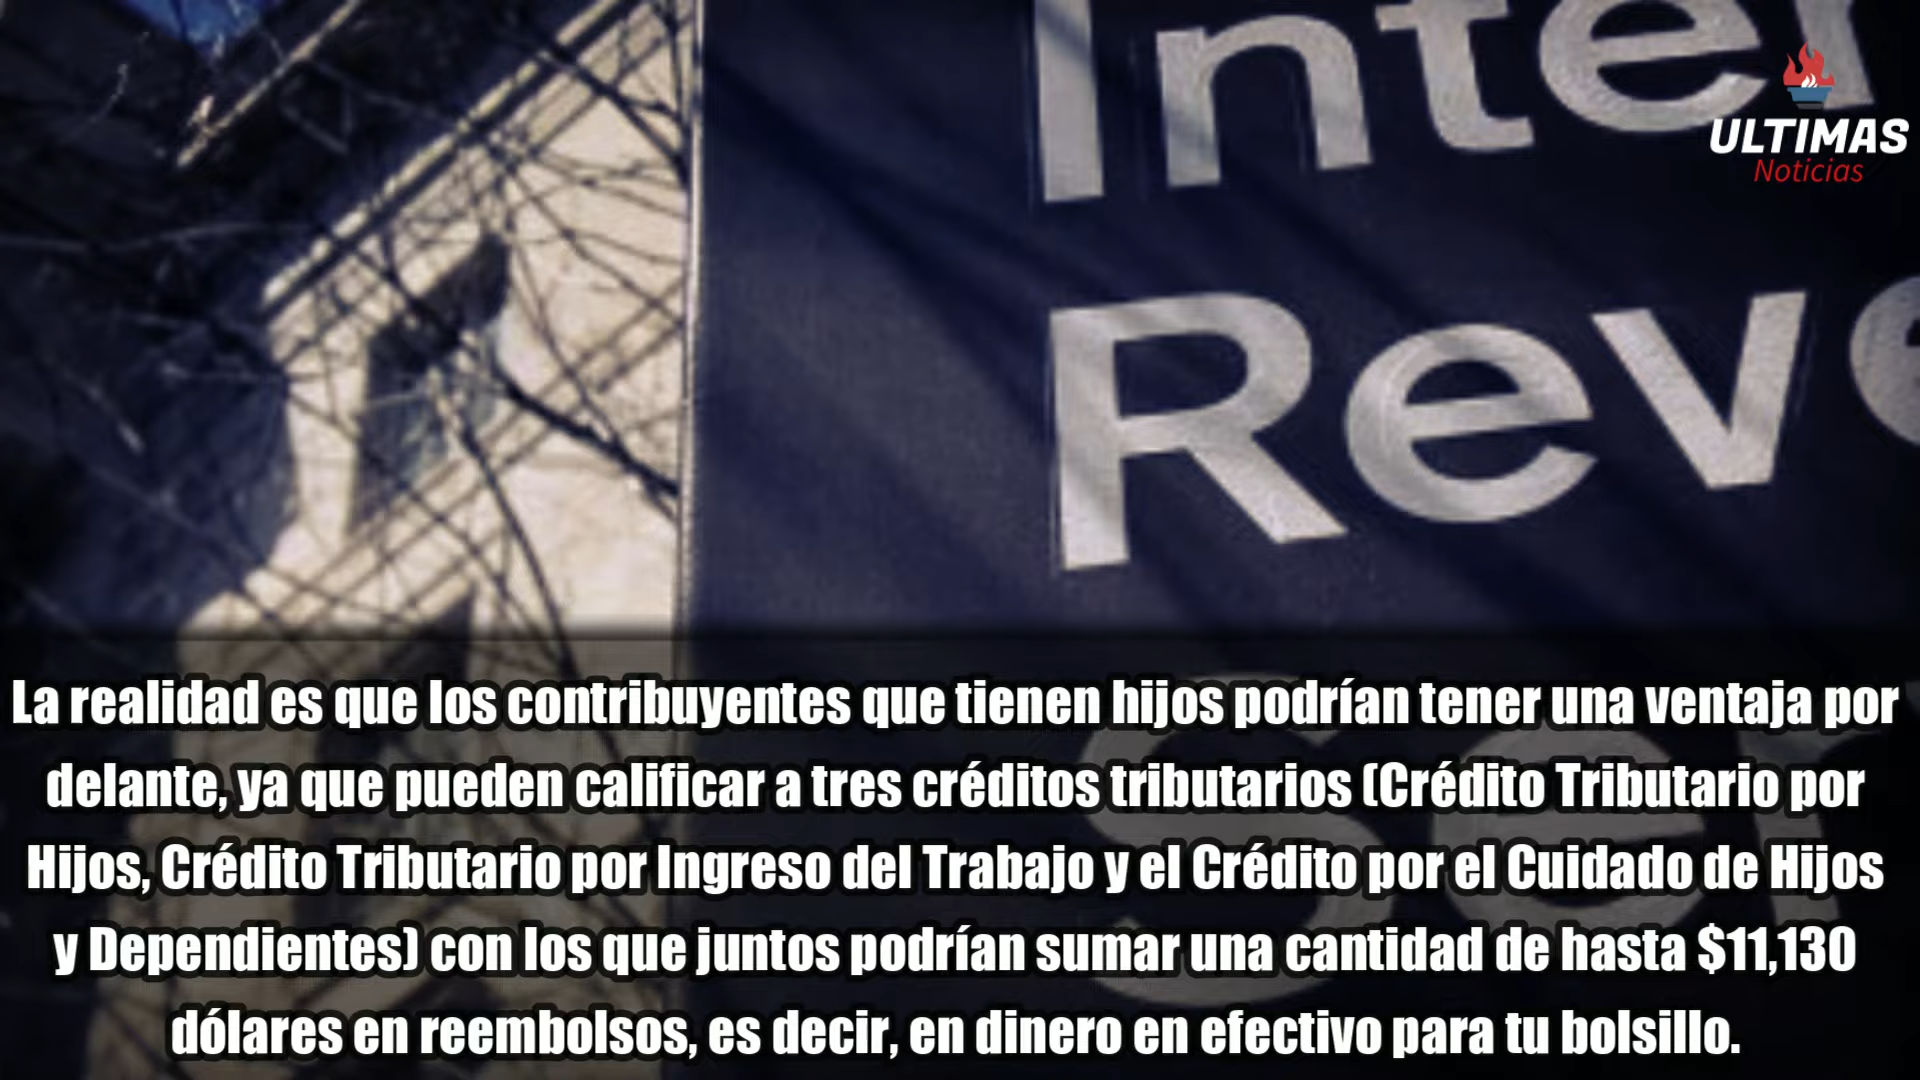 Inter
Reve
Ser
ULTIMAS
Noticias
La realidad es que los contribuyentes que tienen hijos podrían tener una ventaja por
delante, ya que pueden calificar a tres créditos tributarios (Crédito Tributario por
Hijos, Crédito Tributario por Ingreso del Trabajo y el Crédito por el Cuidado de Hijos
y Dependientes) con los que juntos podrían sumar una cantidad de hasta $11,130
dólares en reembolsos, es decir, en dinero en efectivo para tu bolsillo.